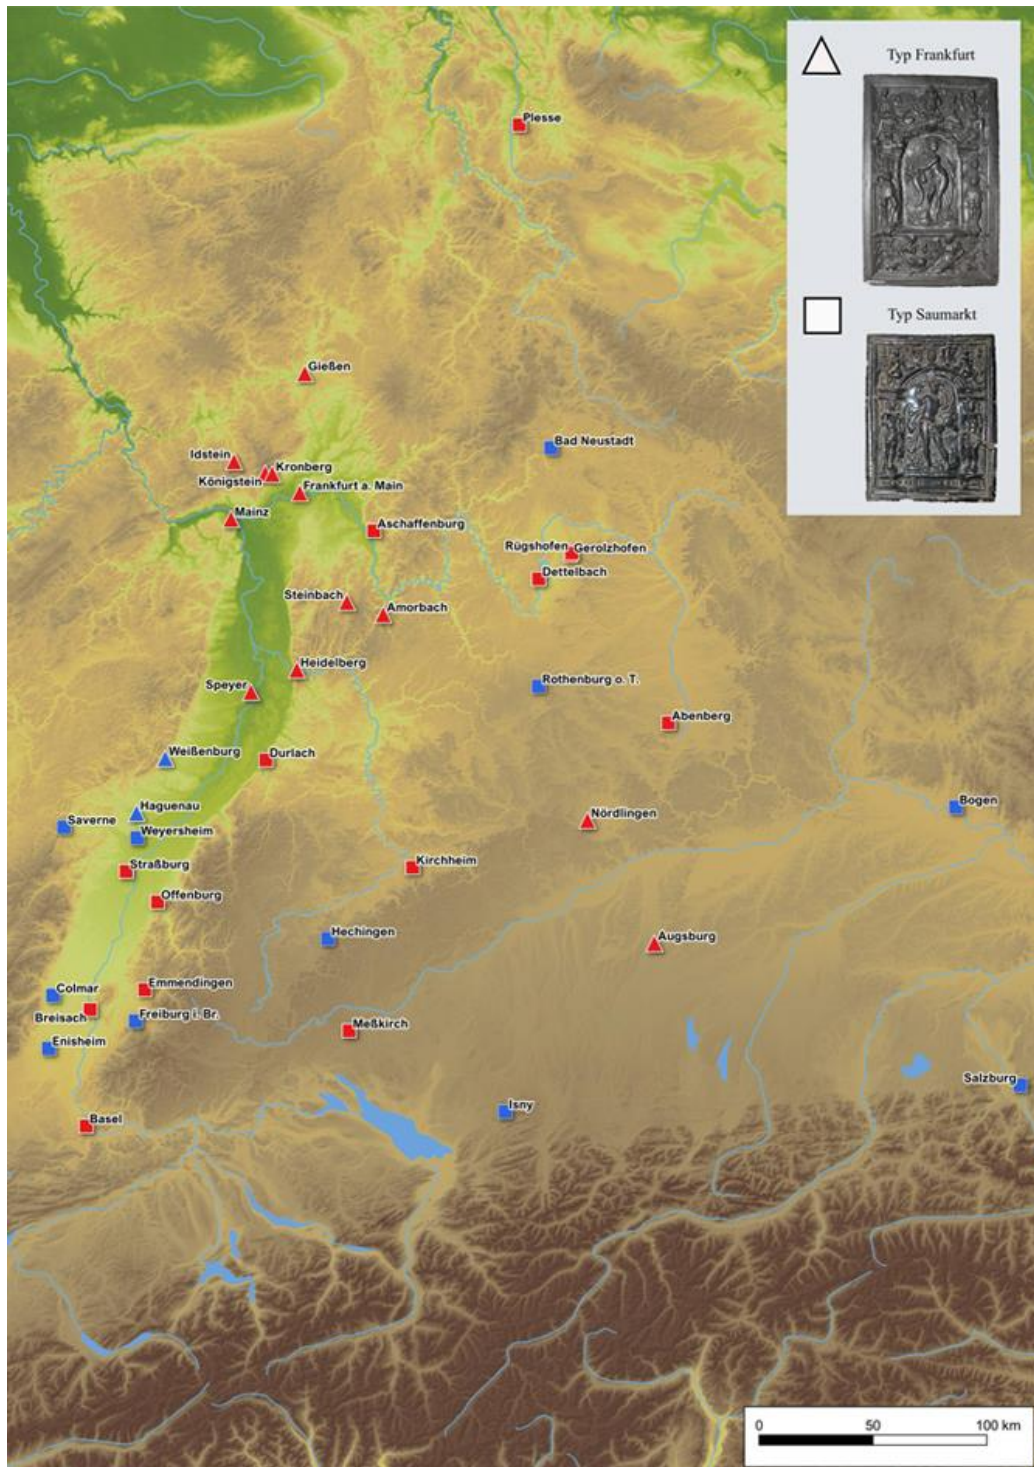 Typ Frankfurt
Plesse
Typ Saumarkt
Gießen
Bad Neustadt
Idstein
Kronberg
Königstein
Frankfurt a. Main
Mainz
Aschaffenburg
Rügshofen
Gerolzhofen
Dettelbach
Steinbach
Amorbach
Heidelberg
Speyer
Rothenburg o. T.
Abenberg
Weißenburg
Durlach
Haguenau
Saverne
Weyersheim
Nördlingen
Bogen
Straßburg
Kirchheim
Offenburg
Hechingen
Augsburg
Colmar
Emmendingen
Breisach
Freiburg i. Br.
Meßkirch
Enisheim
Salzburg
Isny
Basel
0 50 100 km